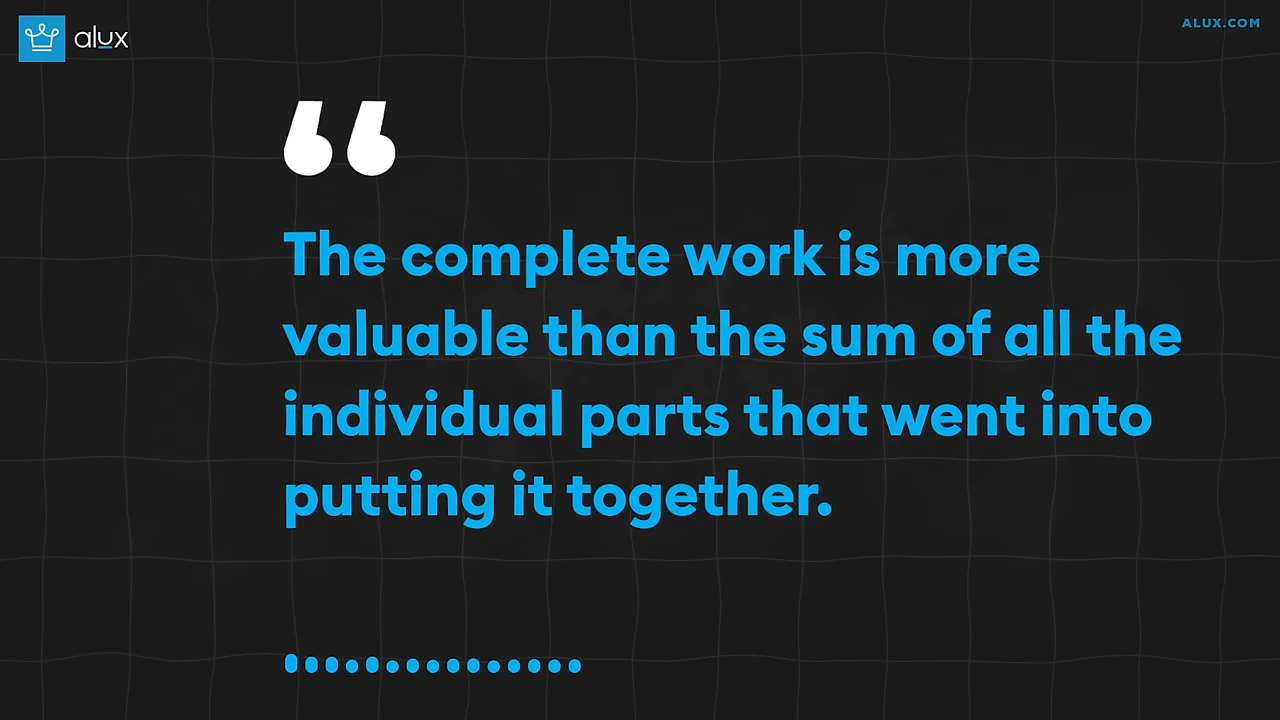 alux
ALUX.COM
“
The complete work is more
valuable than the sum of all the
individual parts that went into
putting it together.